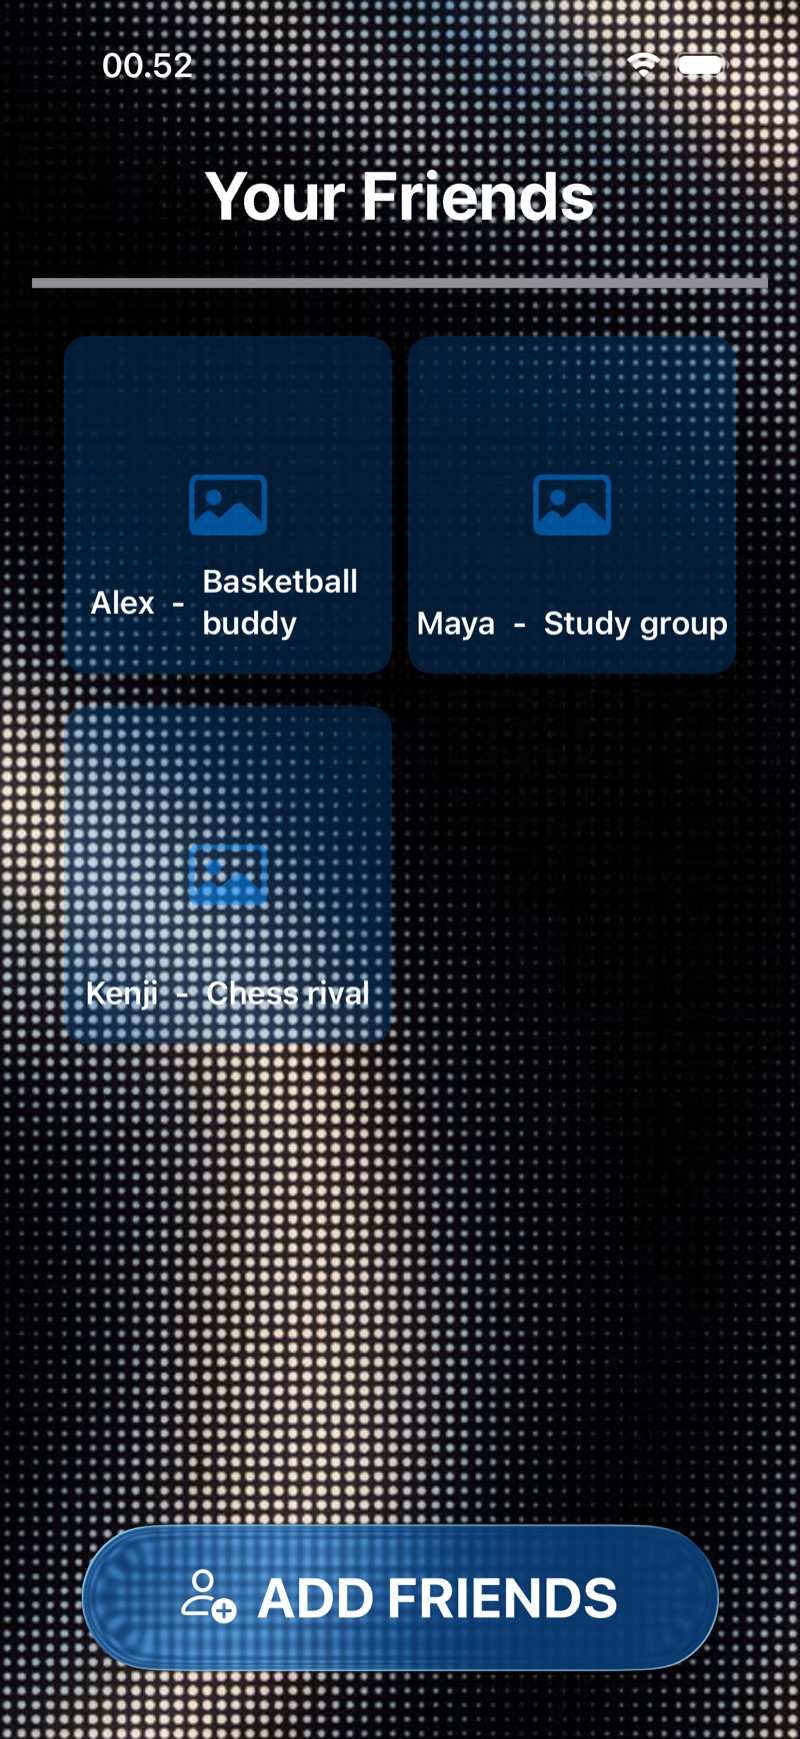 00.52
Your Friends
Alex - Basketball
buddy
Maya - Study group
Kenji - Chess rival
ADD FRIENDS